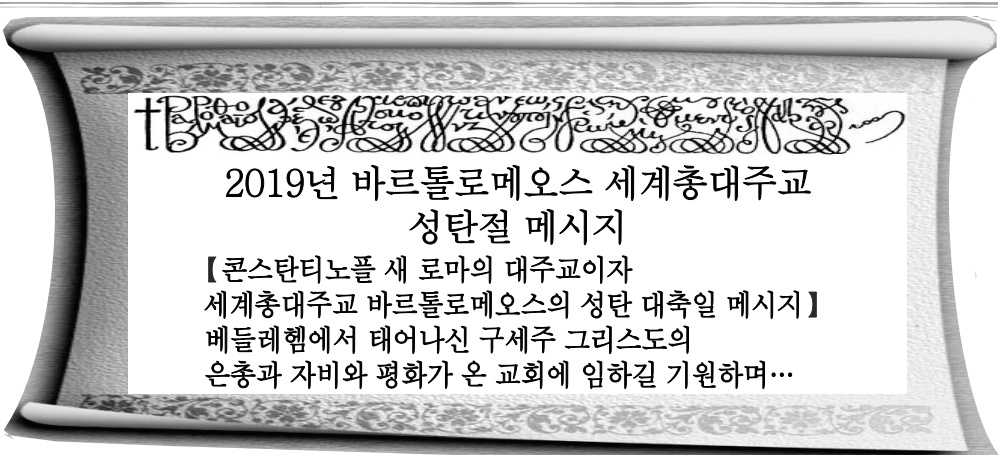 2019년 바르톨로메오스 세계총대주교
성탄절 메시지
【콘스탄티노플 새 로마의 대주교이자
세계총대주교 바르톨로메오스의 성탄 대축일 메시지】
베들레헴에서 태어나신 구세주 그리스도의
은총과 자비와 평화가 온 교회에 임하길 기원하며…